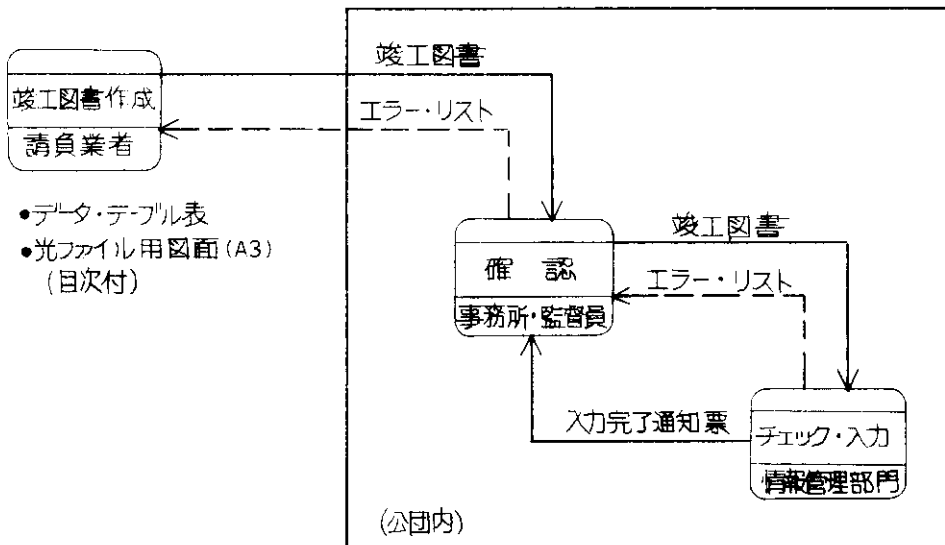 竣工図書
竣工図書作成
請負業者
エラー・リスト
●データ・テーブル表
●光ファイル用図面(A3)
(目次付)
竣工図書
確 認
事務所・監督員
エラー・リスト
入力完了通知票
チェック・入力
情報管理部門
(公団内)